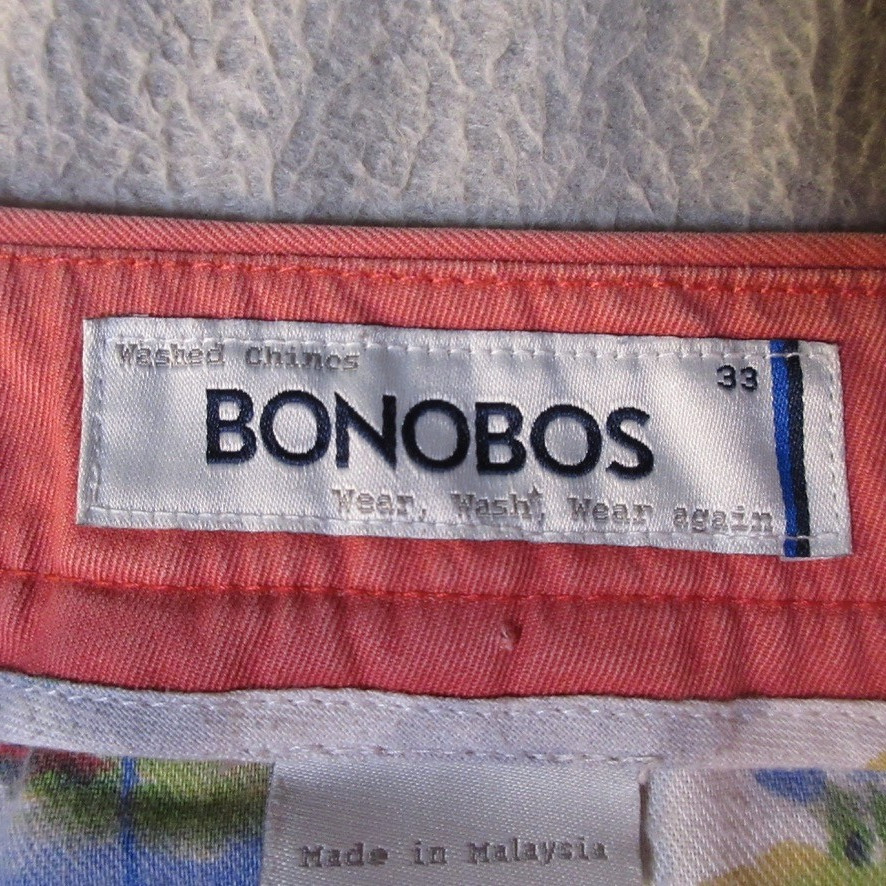 Washed Chinos
33
BONOBOS
Wear, Wash*, Wear again
Made in Malaysia